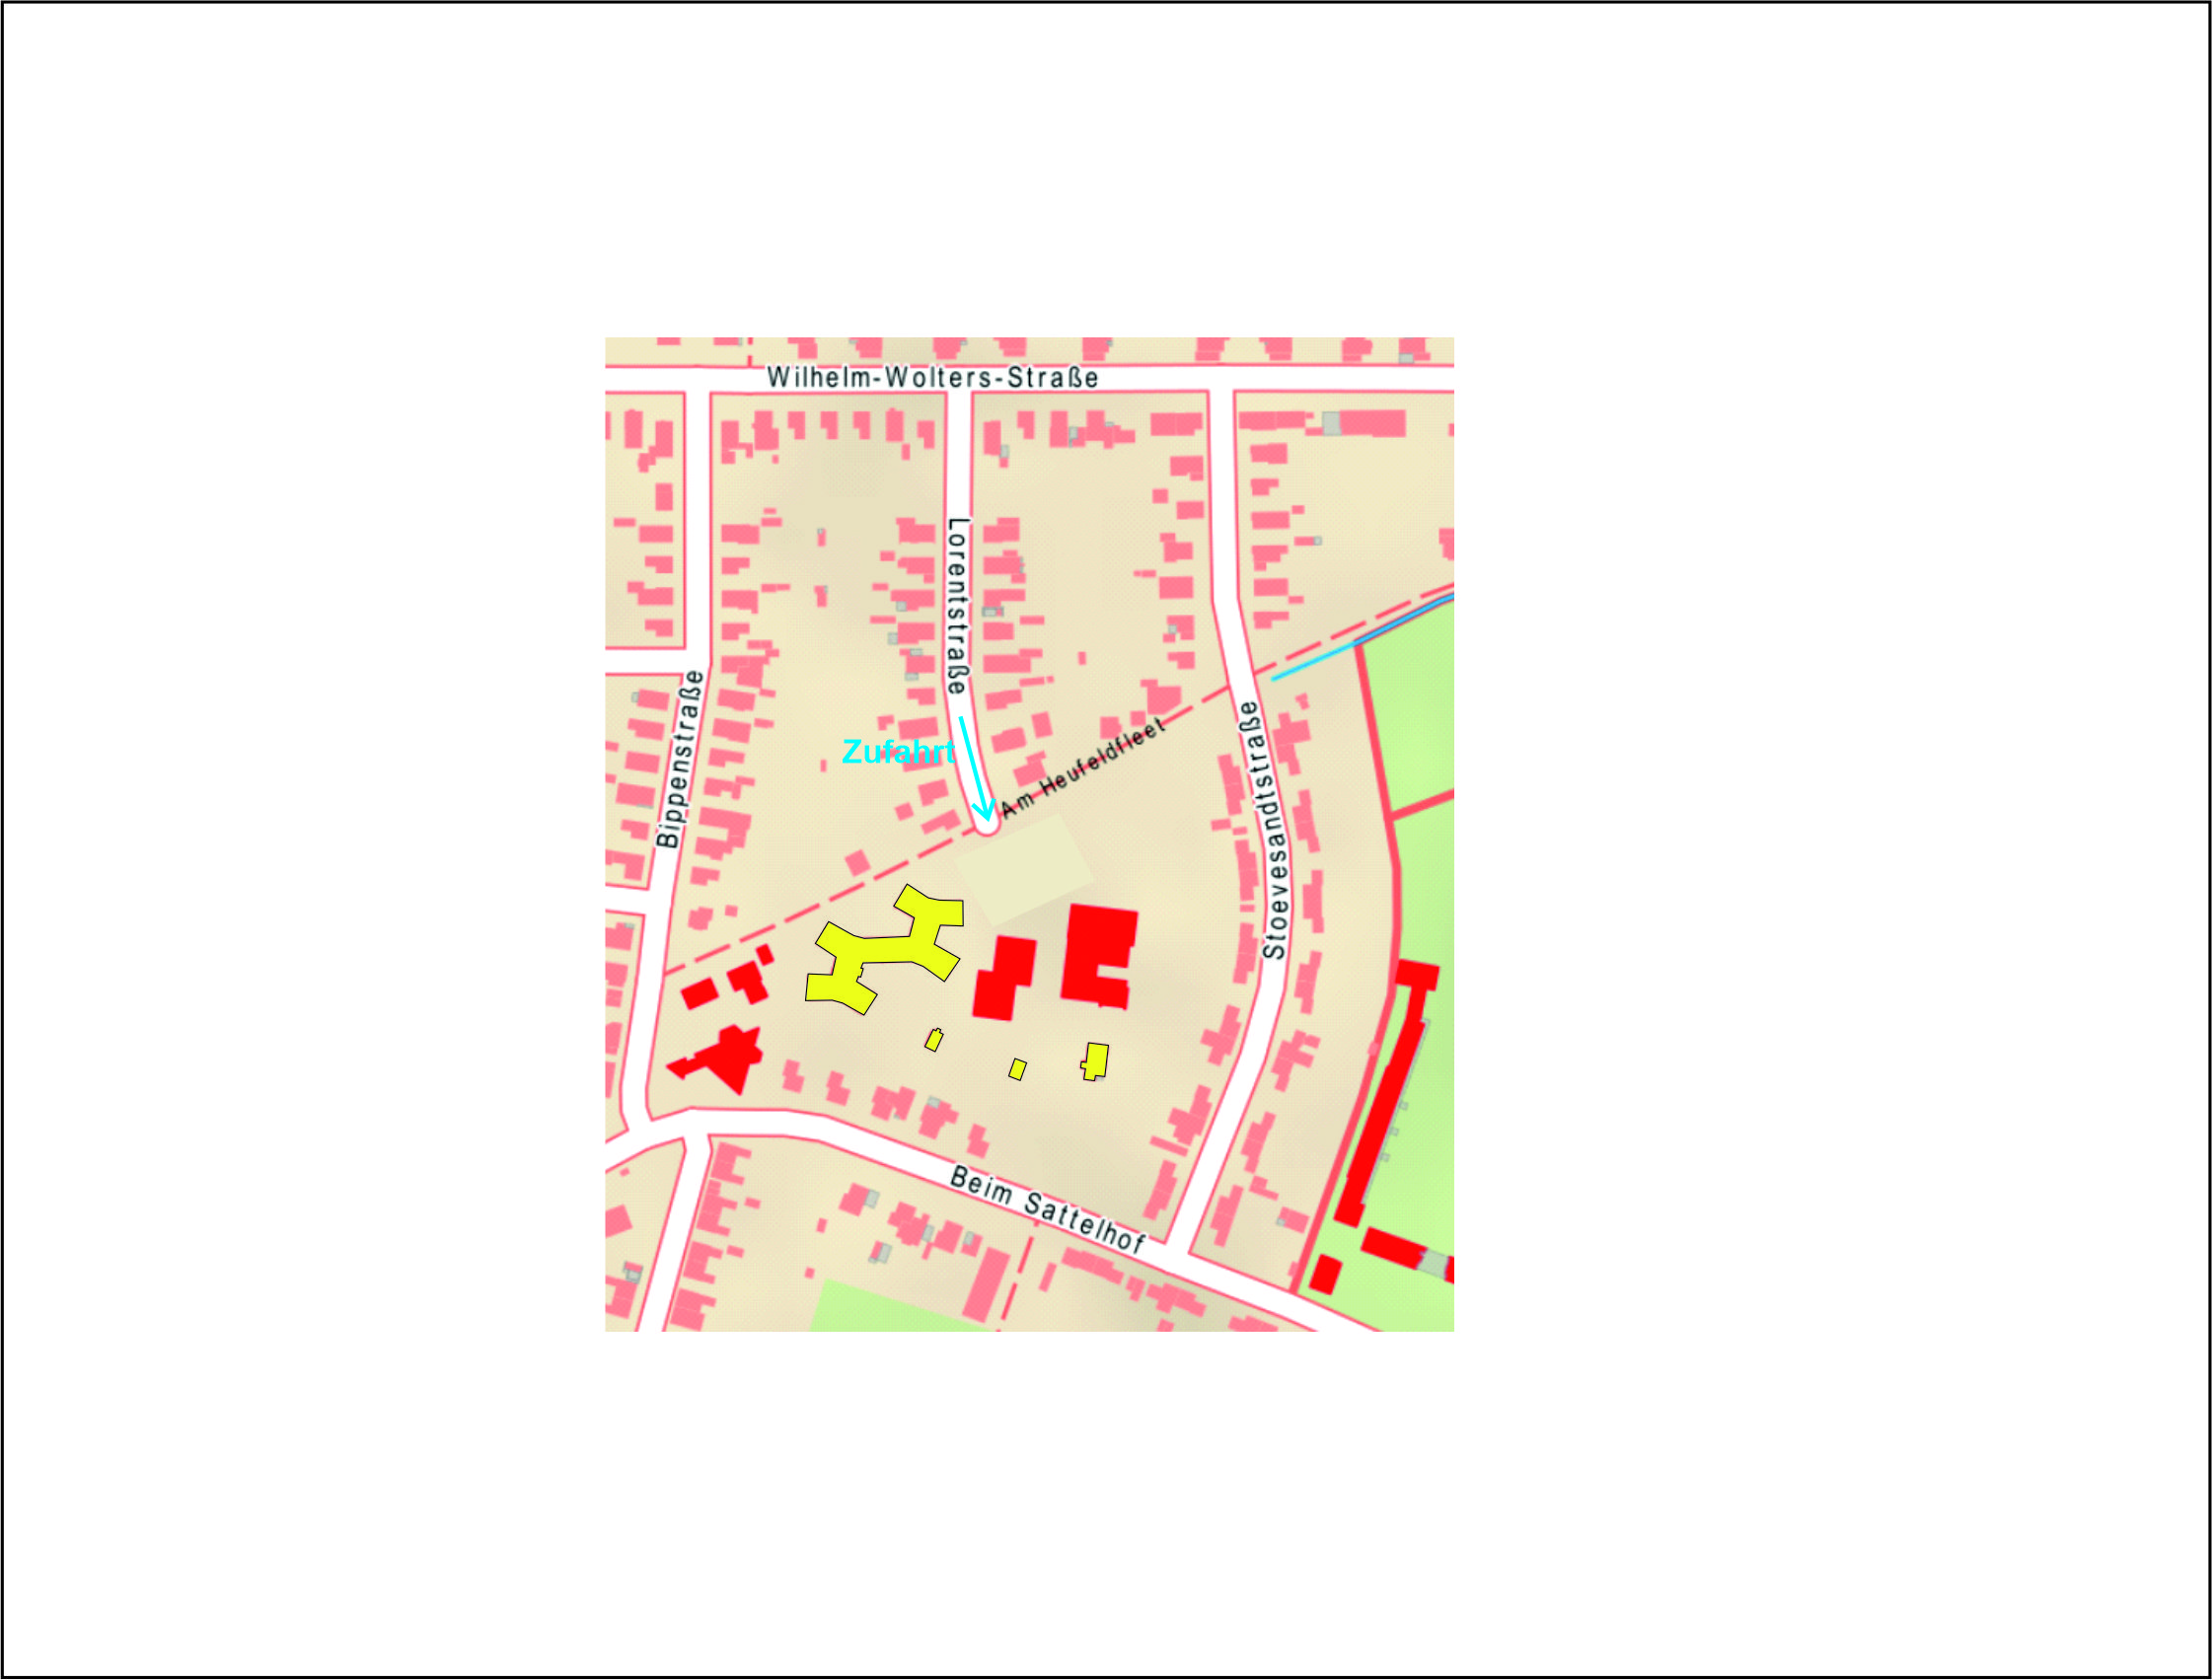 Wilhelm-Wolters-Straße
Lorentstraße
Bippenstraße
Zufahrt
Am Heufeldfleet
Stoevesandtstraße
Beim Sattelhof